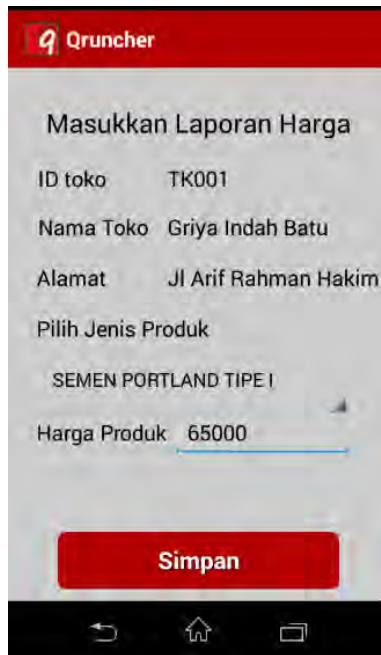 Qruncher
Masukkan Laporan Harga
ID toko TK001
Nama Toko Griya Indah Batu
Alamat Jl Arif Rahman Hakim
Pilih Jenis Produk
SEMEN PORTLAND TIPE I
Harga Produk 65000
Simpan